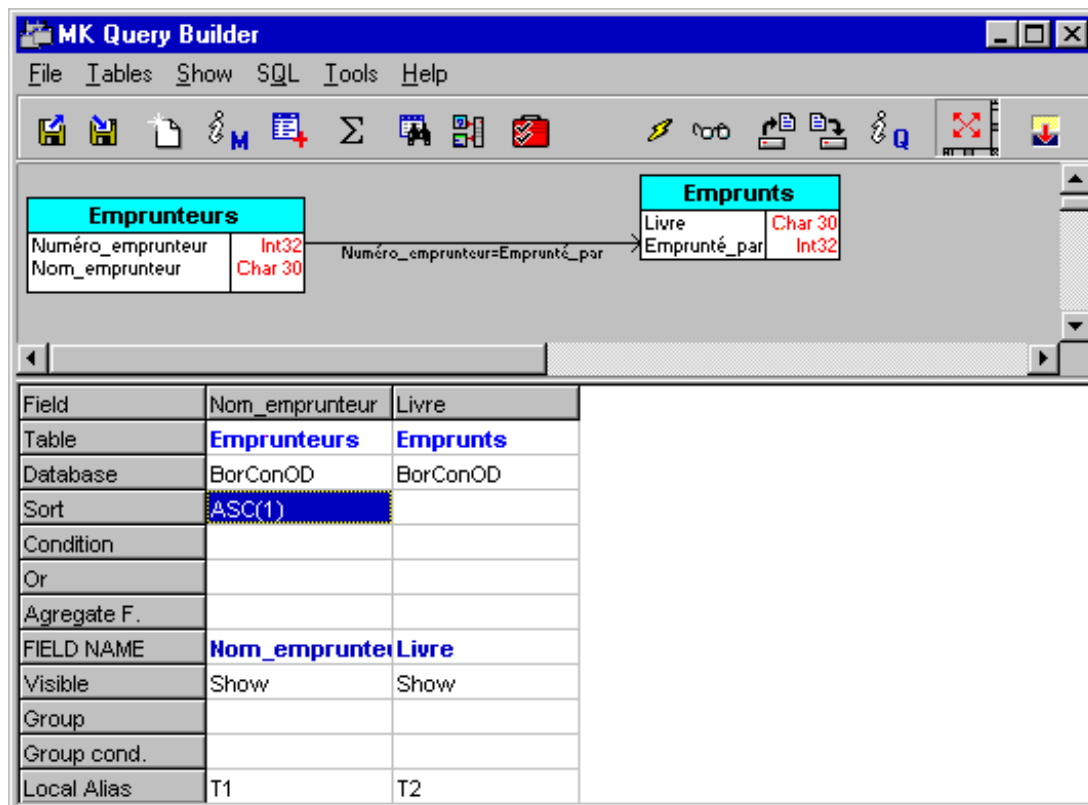 MK Query Builder
File Tables Show SQL Tools Help
Emprunteurs
Numéro_emprunteur Int32
Nom_emprunteur Char 30
Numéro_emprunteur=Emprunté_par
Emprunts
Livre Char 30
Emprunté_par Int32
Field Nom_emprunteur Livre
Table Emprunteurs Emprunts
Database BorConOD BorConOD
Sort ASC(1)
Condition
Or
Agregate F.
FIELD NAME Nom_emprunteu Livre
Visible Show Show
Group
Group cond.
Local Alias T1 T2